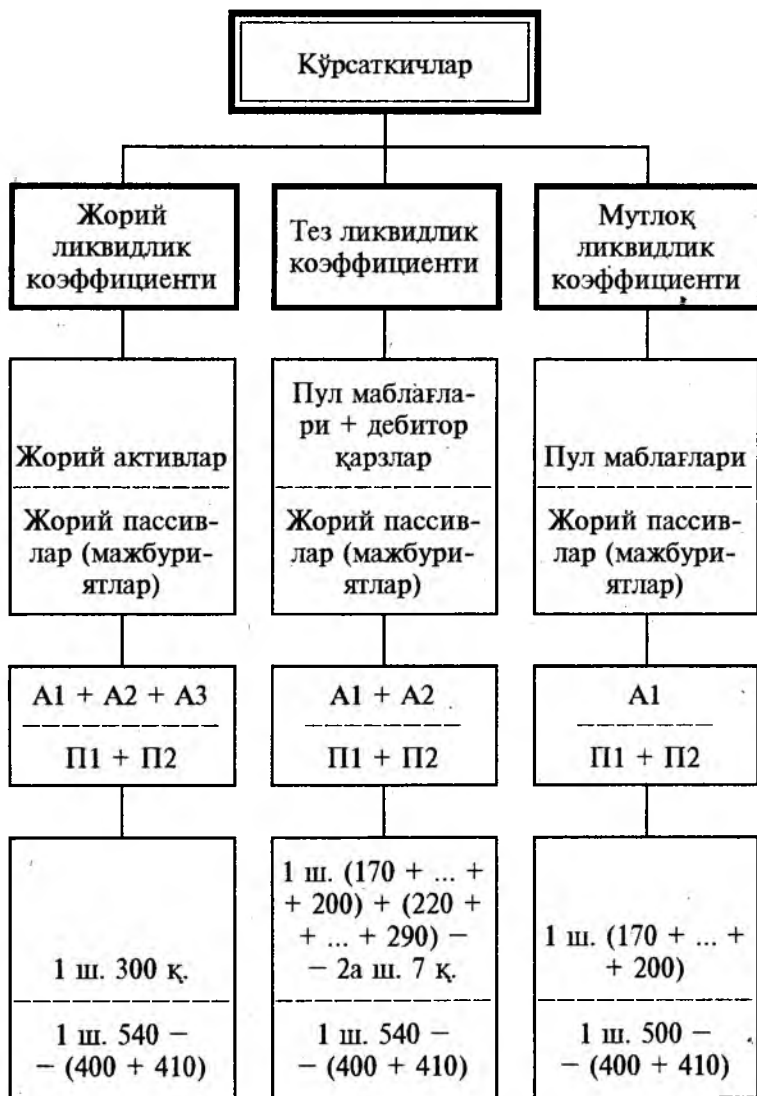 Кўрсаткичлар
Жорий
ликвидлик
коэффициенти
Тез ликвидлик
коэффициенти
Мутлоқ
ликвидлик
коэффициенти
Жорий активлар
Жорий пассив-
лар (мажбури-
ятлар)
Пул маблағла-
ри + дебитор
қарзлар
Жорий пассив-
лар (мажбури-
ятлар)
Пул маблағлари
Жорий пассив-
лар (мажбури-
ятлар)
А1 + А2 + А3
П1 + П2
А1 + А2
П1 + П2
А1
П1 + П2
1 ш. 300 қ.
1 ш. 540 −
− (400 + 410)
1 ш. (170 + ... +
+ 200) + (220 +
+ ... + 290) −
− 2а ш. 7 қ.
1 ш. 540 −
− (400 + 410)
1 ш. (170 + ... +
+ 200)
1 ш. 500 −
− (400 + 410)